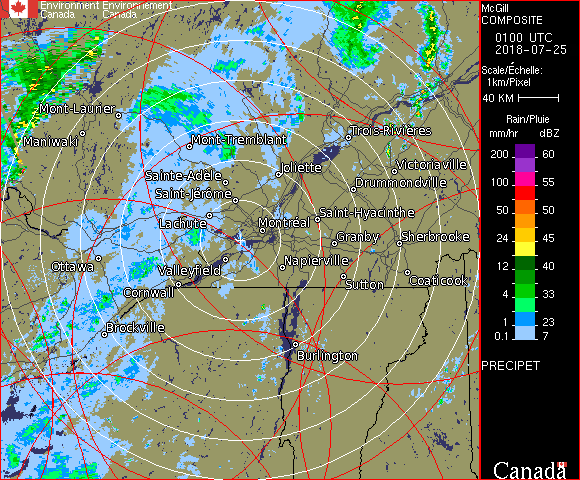 Environment Environnement
Canada Canada
McGill
COMPOSITE
0100 UTC
2018-07-25
Scale/Échelle:
1km/Pixel
40 KM
Rain/Pluie
mm/hr dBZ
200 60
100 55
50 50
24 45
12 40
4 33
1 23
0.1 7
PRECIPET
Canada
Mont-Laurier
Maniwaki
Mont-Tremblant
Trois-Rivières
Joliette
Victoriaville
Sainte-Adèle
Drummondville
Saint-Jérôme
Saint-Hyacinthe
Lachute
Montréal
Granby
Sherbrooke
Ottawa
Valleyfield
Napierville
Cornwall
Sutton
Coaticook
Brockville
Burlington